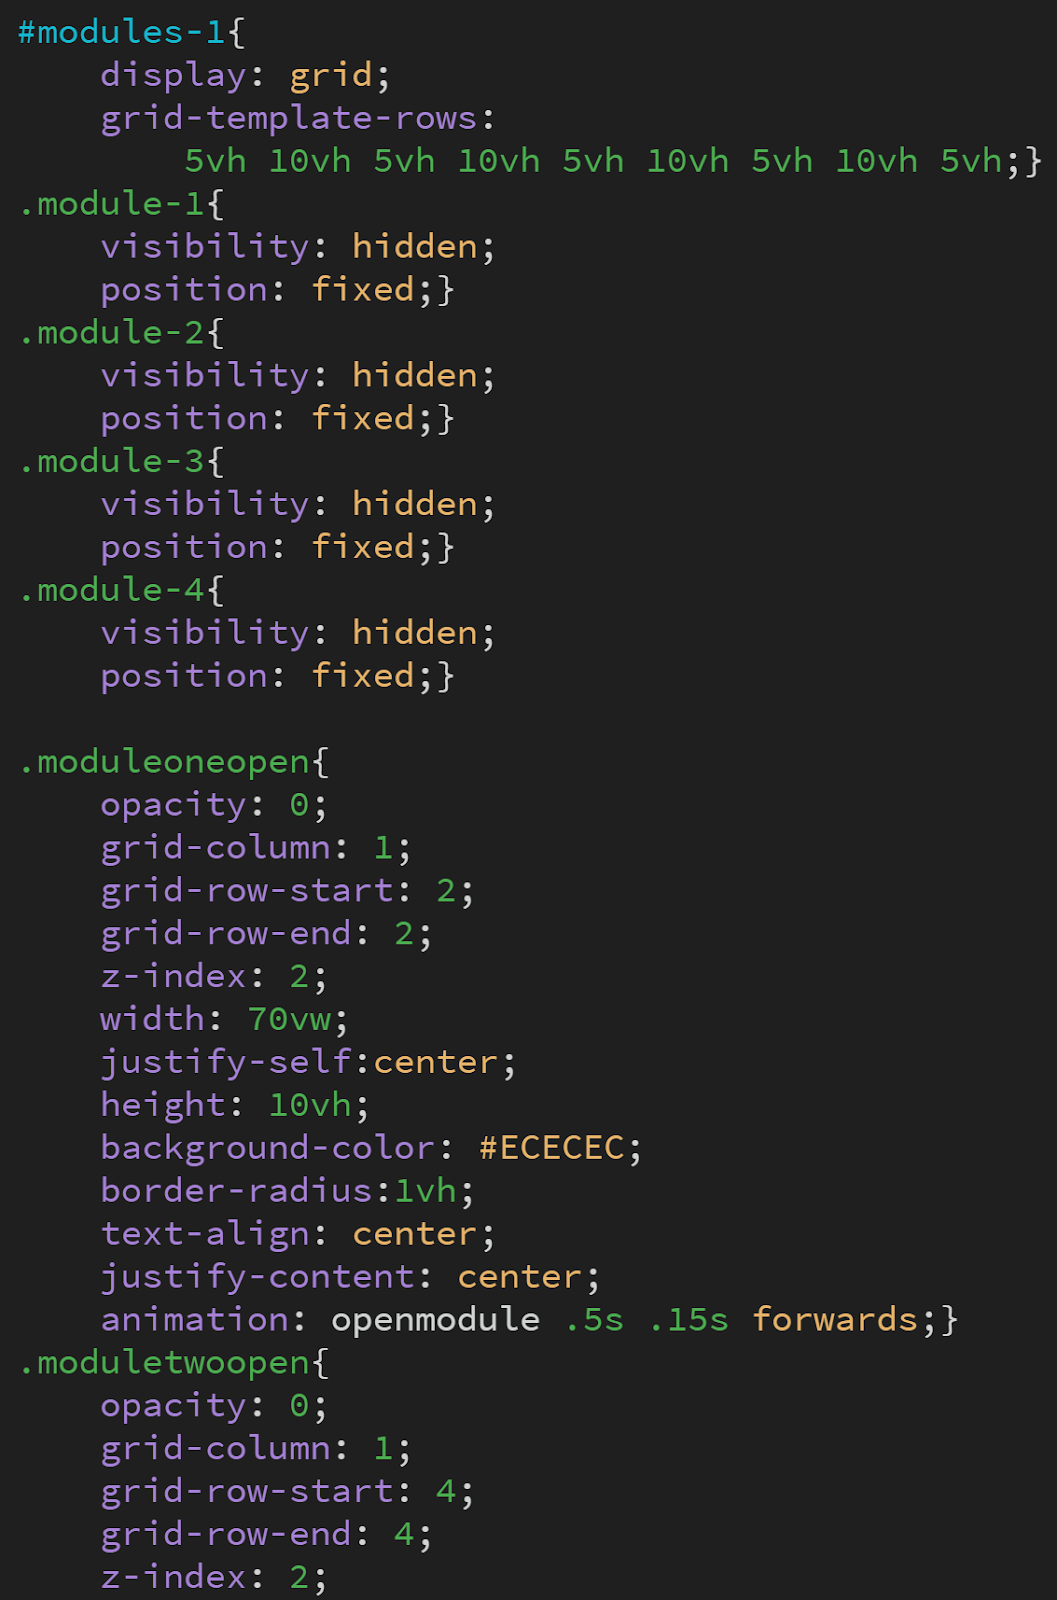 #modules-1{
    display: grid;
    grid-template-rows:
        5vh 10vh 5vh 10vh 5vh 10vh 5vh 10vh 5vh;}
.module-1{
    visibility: hidden;
    position: fixed;}
.module-2{
    visibility: hidden;
    position: fixed;}
.module-3{
    visibility: hidden;
    position: fixed;}
.module-4{
    visibility: hidden;
    position: fixed;}

.moduleoneopen{
    opacity: 0;
    grid-column: 1;
    grid-row-start: 2;
    grid-row-end: 2;
    z-index: 2;
    width: 70vw;
    justify-self:center;
    height: 10vh;
    background-color: #ECECEC;
    border-radius:1vh;
    text-align: center;
    justify-content: center;
    animation: openmodule .5s .15s forwards;}
.moduletwoopen{
    opacity: 0;
    grid-column: 1;
    grid-row-start: 4;
    grid-row-end: 4;
    z-index: 2;